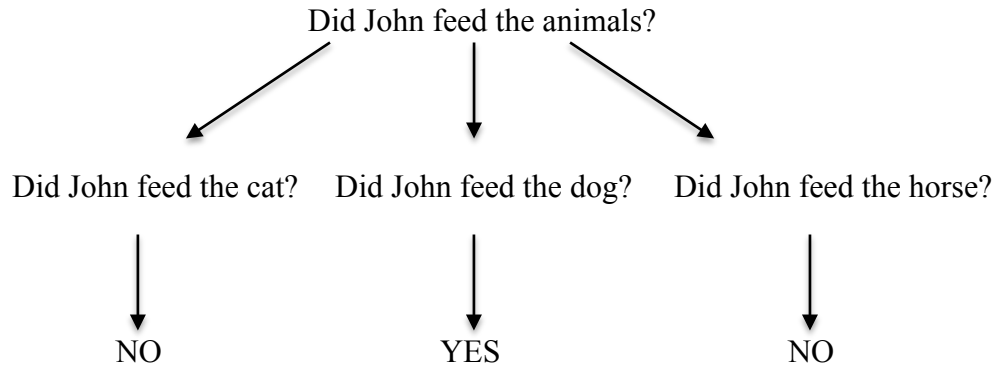 Did John feed the animals?
Did John feed the cat?
Did John feed the dog?
Did John feed the horse?
NO
YES
NO